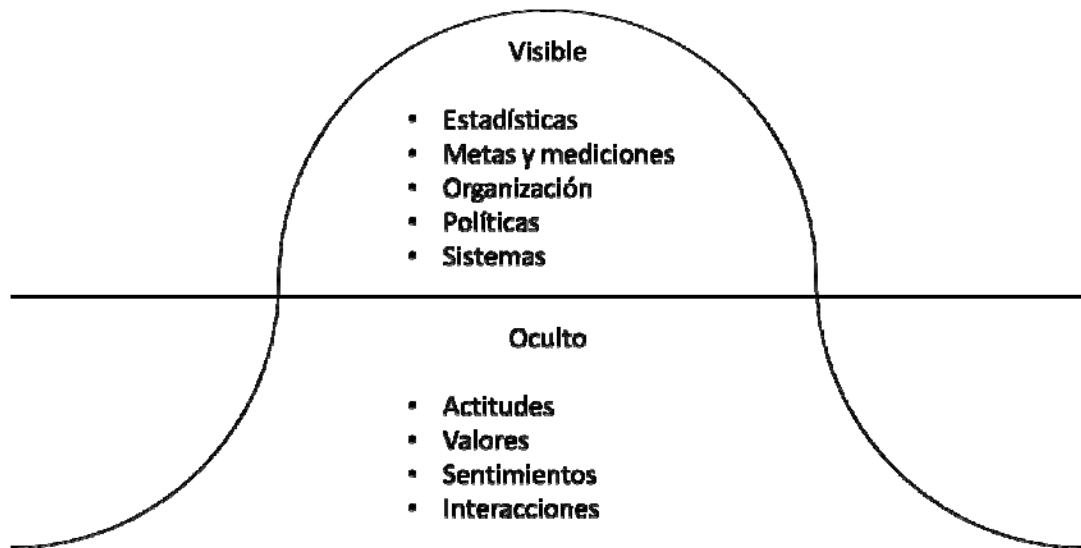 Visible
▪ Estadísticas
▪ Metas y mediciones
▪ Organización
▪ Políticas
▪ Sistemas
Oculto
▪ Actitudes
▪ Valores
▪ Sentimientos
▪ Interacciones